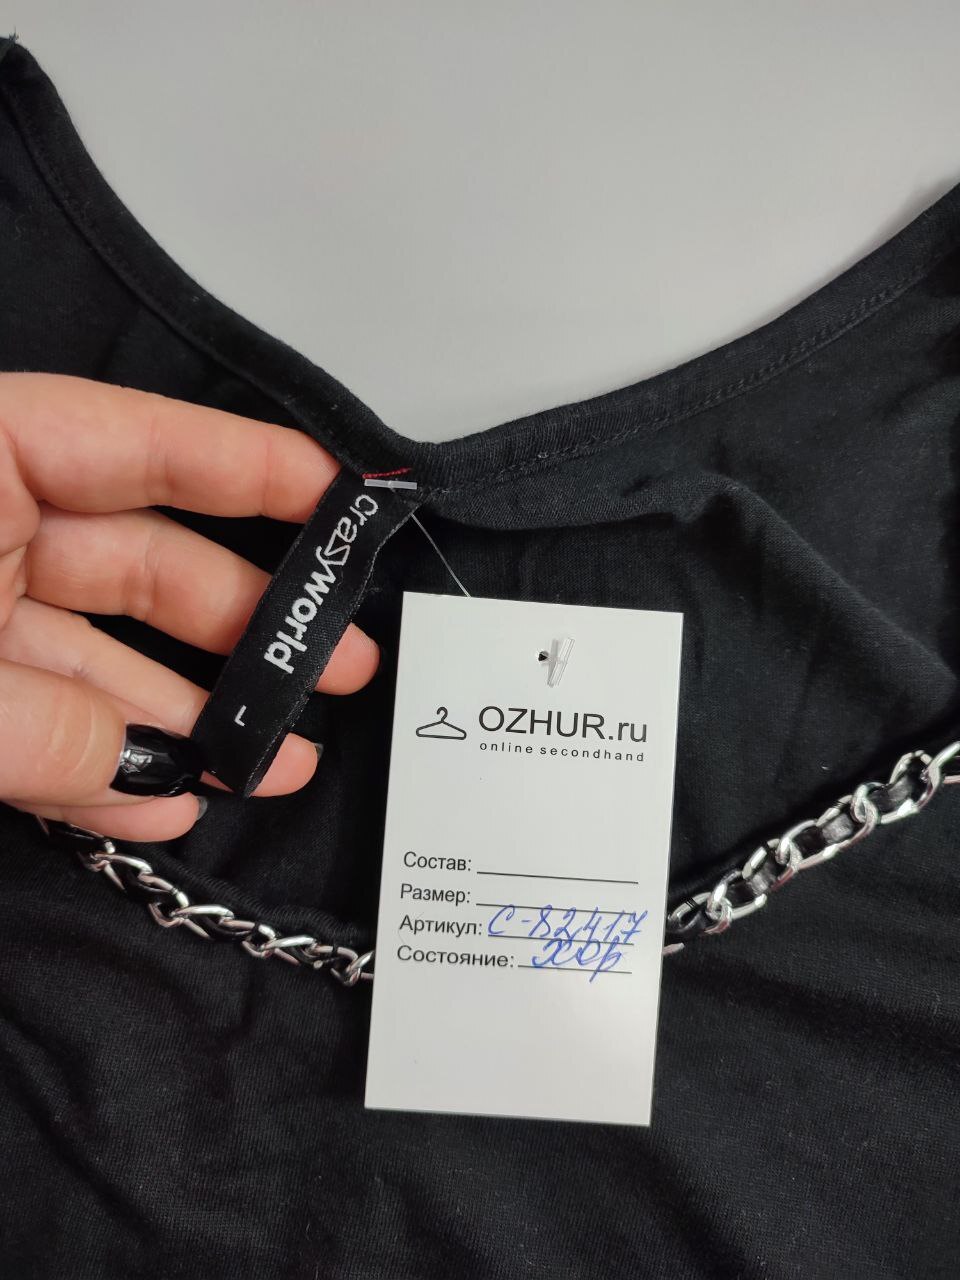 crazyworld
L
OZHUR.ru
online secondhand
Состав:
Размер:
Артикул: С-82417
Состояние: хор